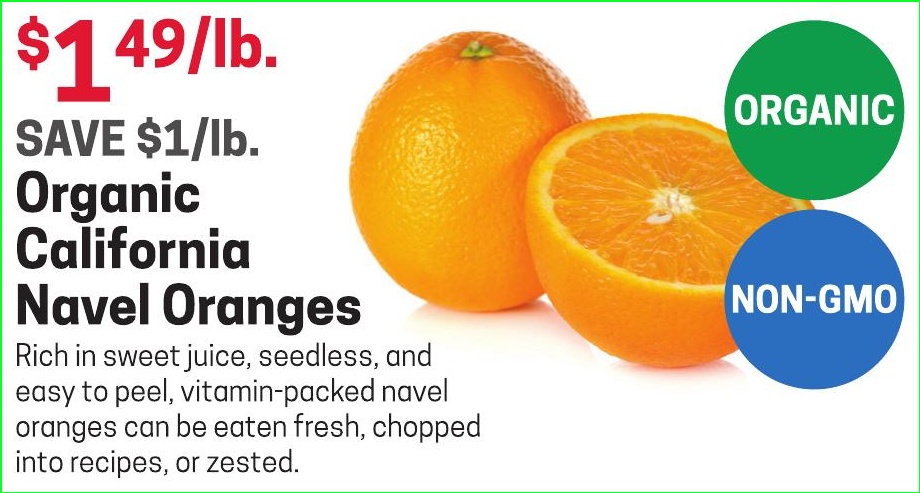 $1 49/lb.
SAVE $1/lb.
Organic
California
Navel Oranges
Rich in sweet juice, seedless, and
easy to peel, vitamin-packed navel
oranges can be eaten fresh, chopped
into recipes, or zested.
ORGANIC
NON-GMO